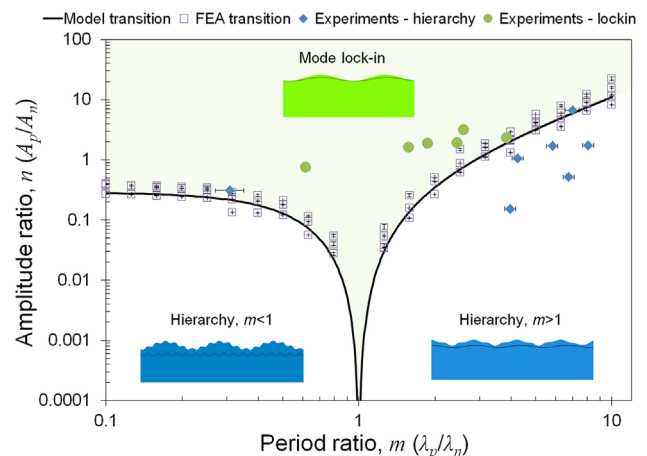 Model transition FEA transition Experiments - hierarchy Experiments - lockin
100
10
1
0.1
0.01
0.001
0.0001
Amplitude ratio, n (Ap/An)
Mode lock-in
Hierarchy, m<1
Hierarchy, m>1
0.1 1 10
Period ratio, m (λp/λn)